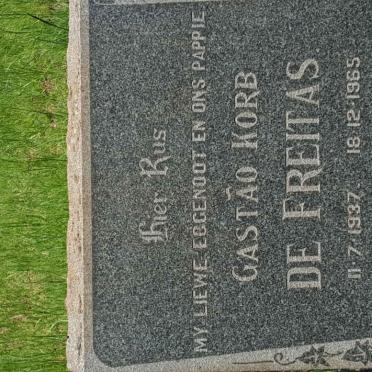 Hier Rus
MY LIEWE EGGENOOT EN ONS PAPPIE
GASTÃO KORB
DE FREITAS
11·7·1937 18·12·1965